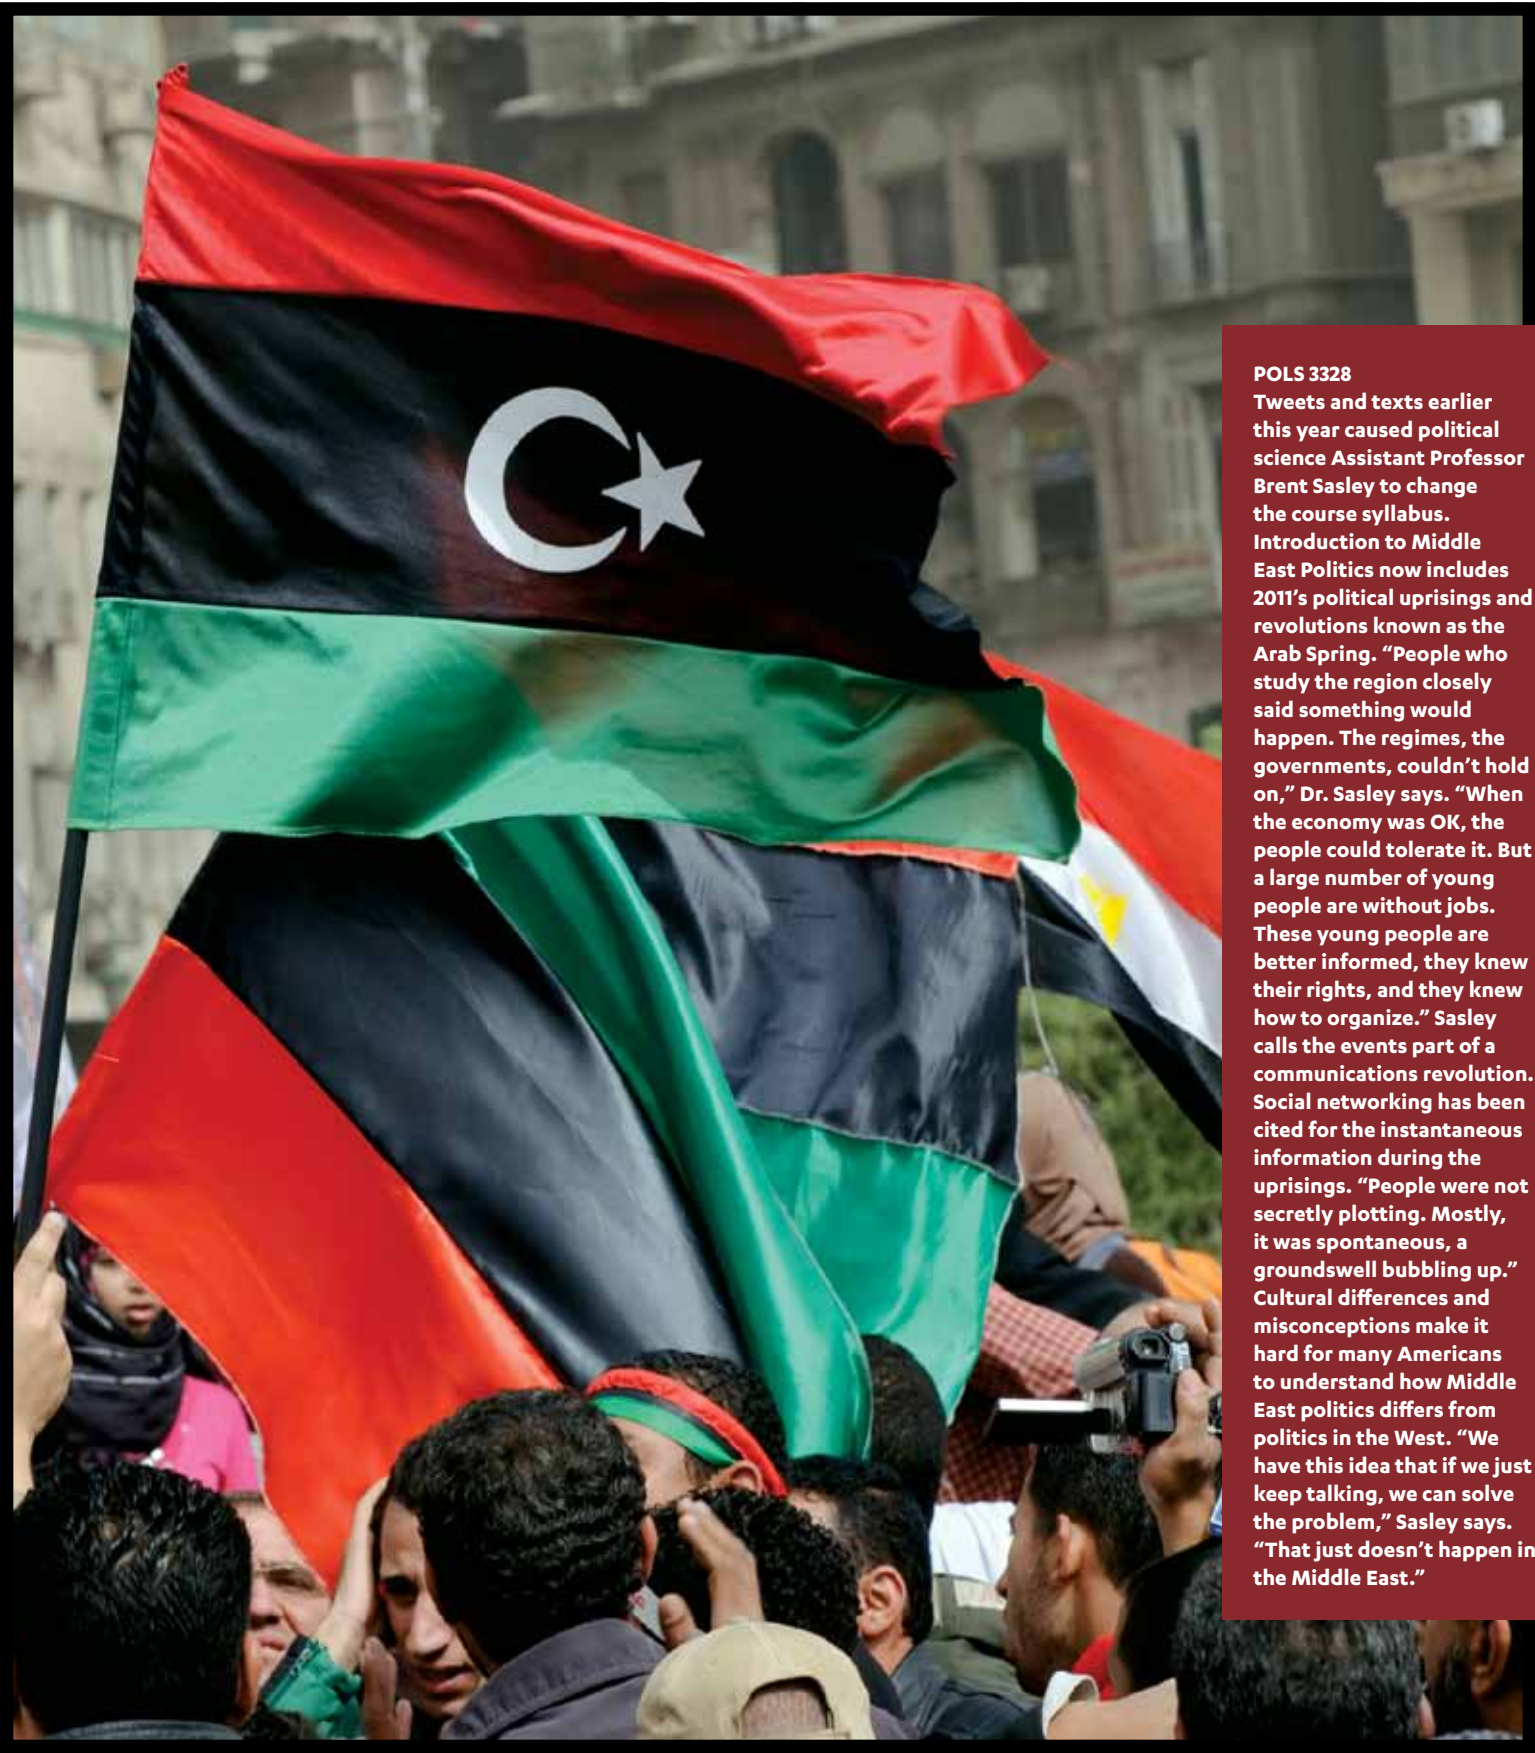 POLS 3328
Tweets and texts earlier
this year caused political
science Assistant Professor
Brent Sasley to change
the course syllabus.
Introduction to Middle
East Politics now includes
2011’s political uprisings and
revolutions known as the
Arab Spring. “People who
study the region closely
said something would
happen. The regimes, the
governments, couldn’t hold
on,” Dr. Sasley says. “When
the economy was OK, the
people could tolerate it. But
a large number of young
people are without jobs.
These young people are
better informed, they knew
their rights, and they knew
how to organize.” Sasley
calls the events part of a
communications revolution.
Social networking has been
cited for the instantaneous
information during the
uprisings. “People were not
secretly plotting. Mostly,
it was spontaneous, a
groundswell bubbling up.”
Cultural differences and
misconceptions make it
hard for many Americans
to understand how Middle
East politics differs from
politics in the West. “We
have this idea that if we just
keep talking, we can solve
the problem,” Sasley says.
“That just doesn’t happen in
the Middle East.”